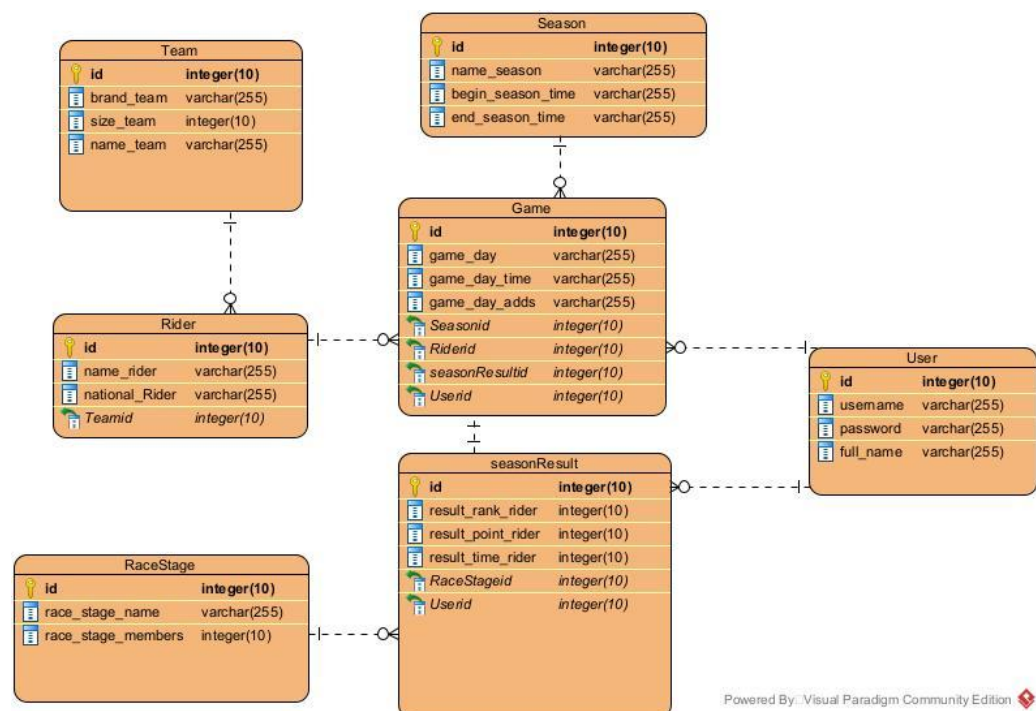 Team
id integer(10)
brand_team varchar(255)
size_team integer(10)
name_team varchar(255)
Season
id integer(10)
name_season varchar(255)
begin_season_time varchar(255)
end_season_time varchar(255)
Game
id integer(10)
game_day varchar(255)
game_day_time varchar(255)
game_day_adds varchar(255)
Seasonid integer(10)
Riderid integer(10)
seasonResultid integer(10)
Userid integer(10)
Rider
id integer(10)
name_rider varchar(255)
national_Rider varchar(255)
Teamid integer(10)
User
id integer(10)
username varchar(255)
password varchar(255)
full_name varchar(255)
seasonResult
id integer(10)
result_rank_rider integer(10)
result_point_rider integer(10)
result_time_rider integer(10)
RaceStageid integer(10)
Userid integer(10)
RaceStage
id integer(10)
race_stage_name varchar(255)
race_stage_members integer(10)
Powered By Visual Paradigm Community Edition